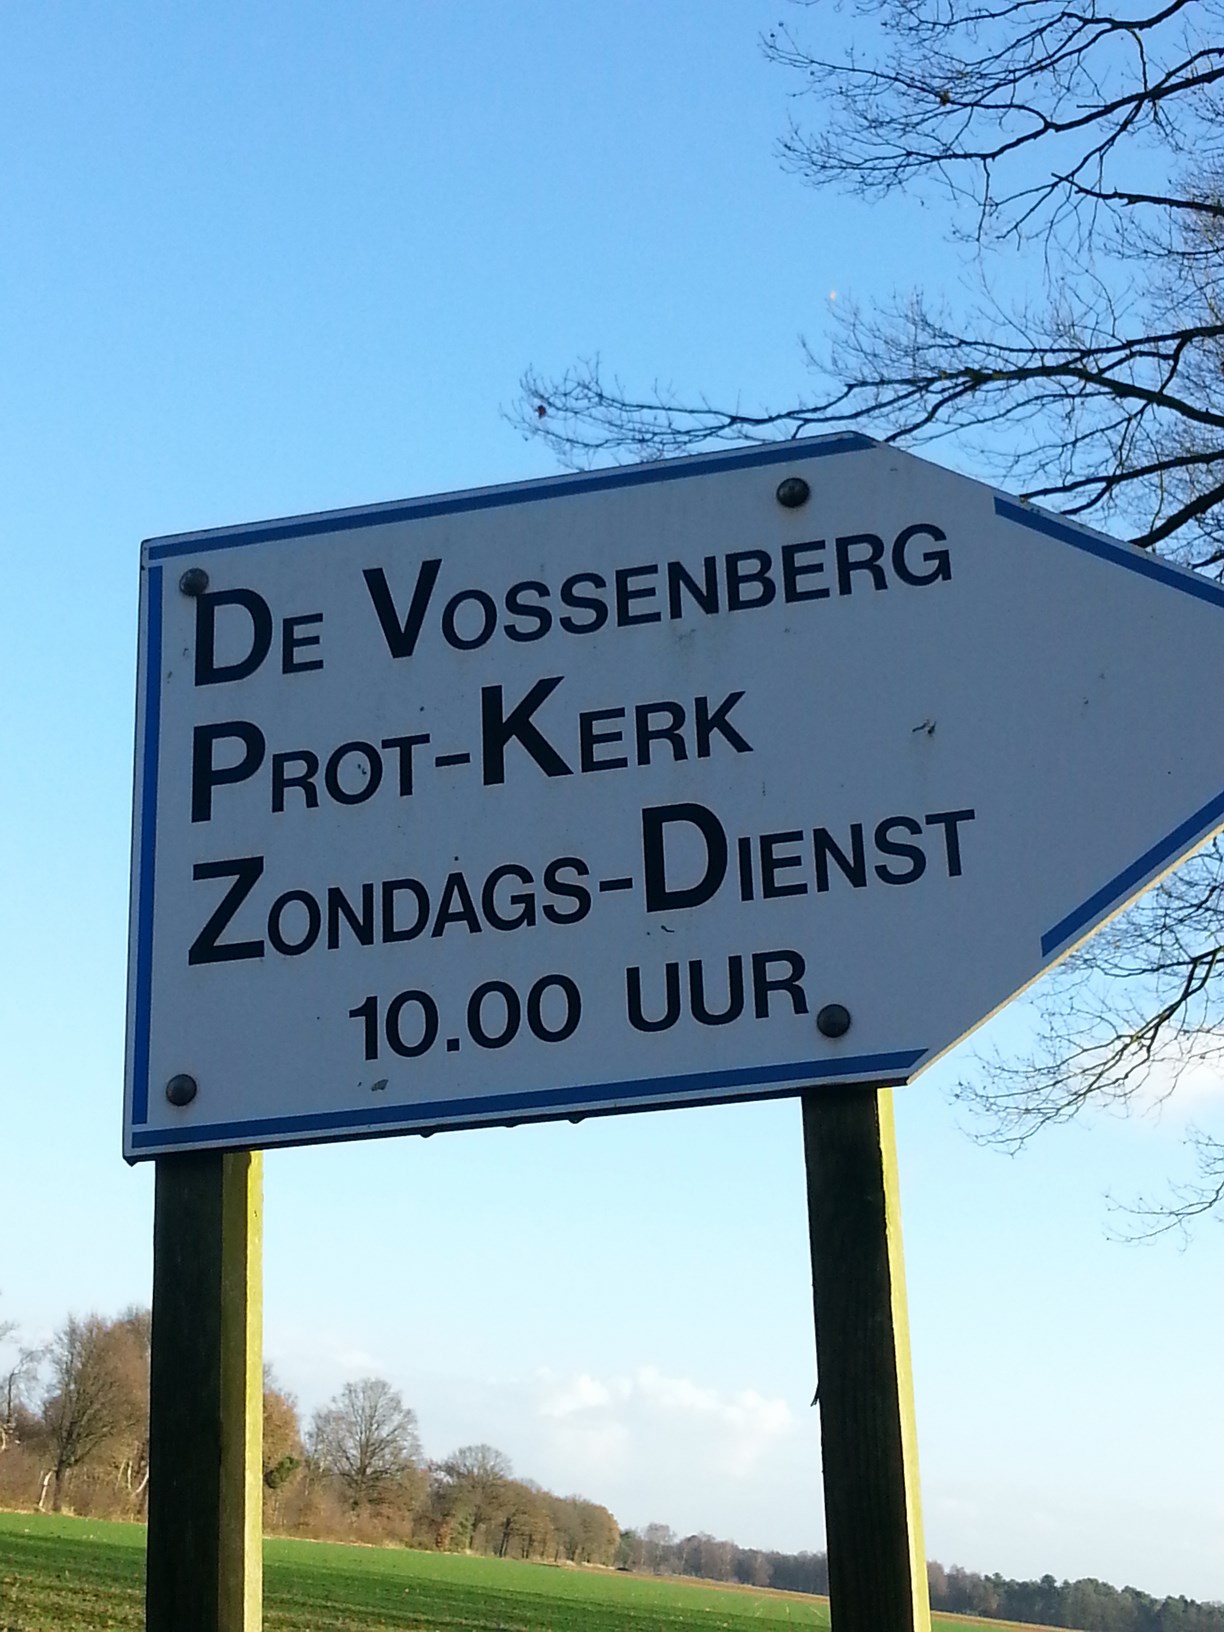 De Vossenberg
Prot-Kerk
Zondags-Dienst
10.00 uur